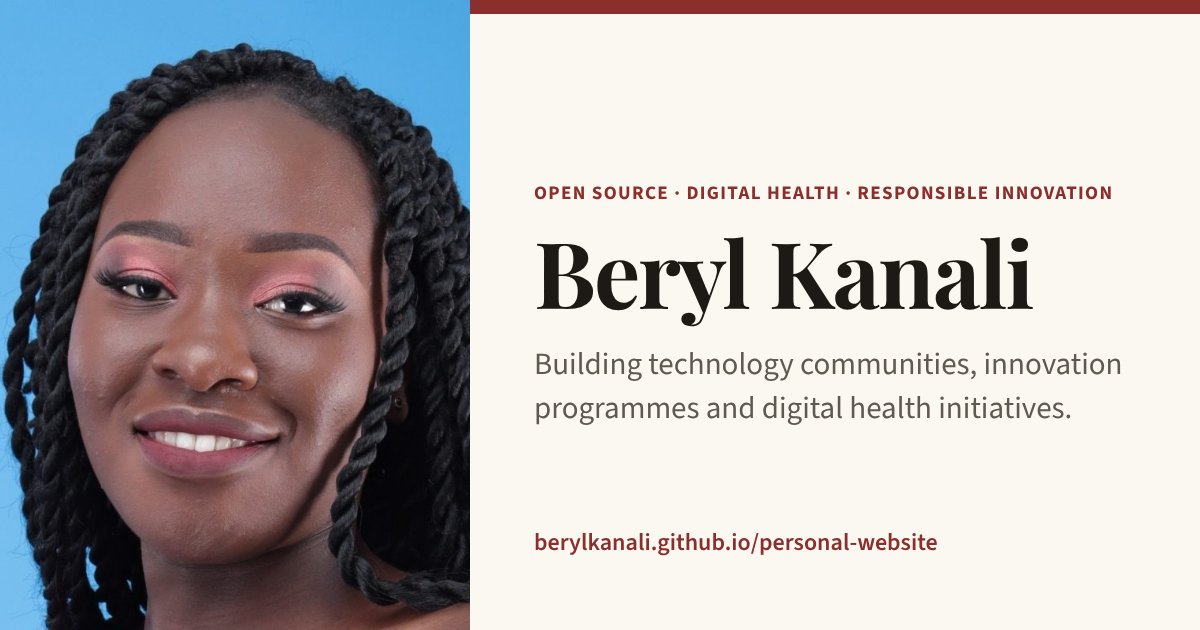 OPEN SOURCE · DIGITAL HEALTH · RESPONSIBLE INNOVATION
Beryl Kanali
Building technology communities, innovation
programmes and digital health initiatives.
berylkanali.github.io/personal-website